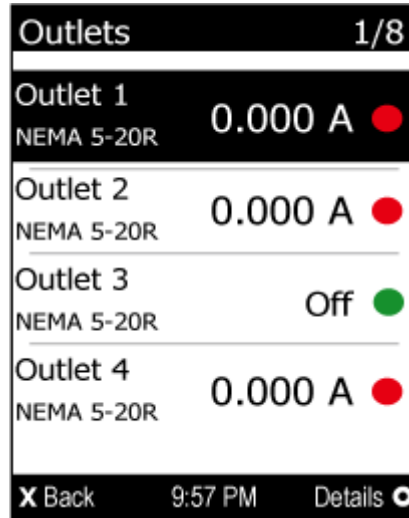 Outlets 1/8
Outlet 1
0.000 A
NEMA 5-20R
Outlet 2
0.000 A
NEMA 5-20R
Outlet 3
Off
NEMA 5-20R
Outlet 4
0.000 A
NEMA 5-20R
X Back 9:57 PM Details